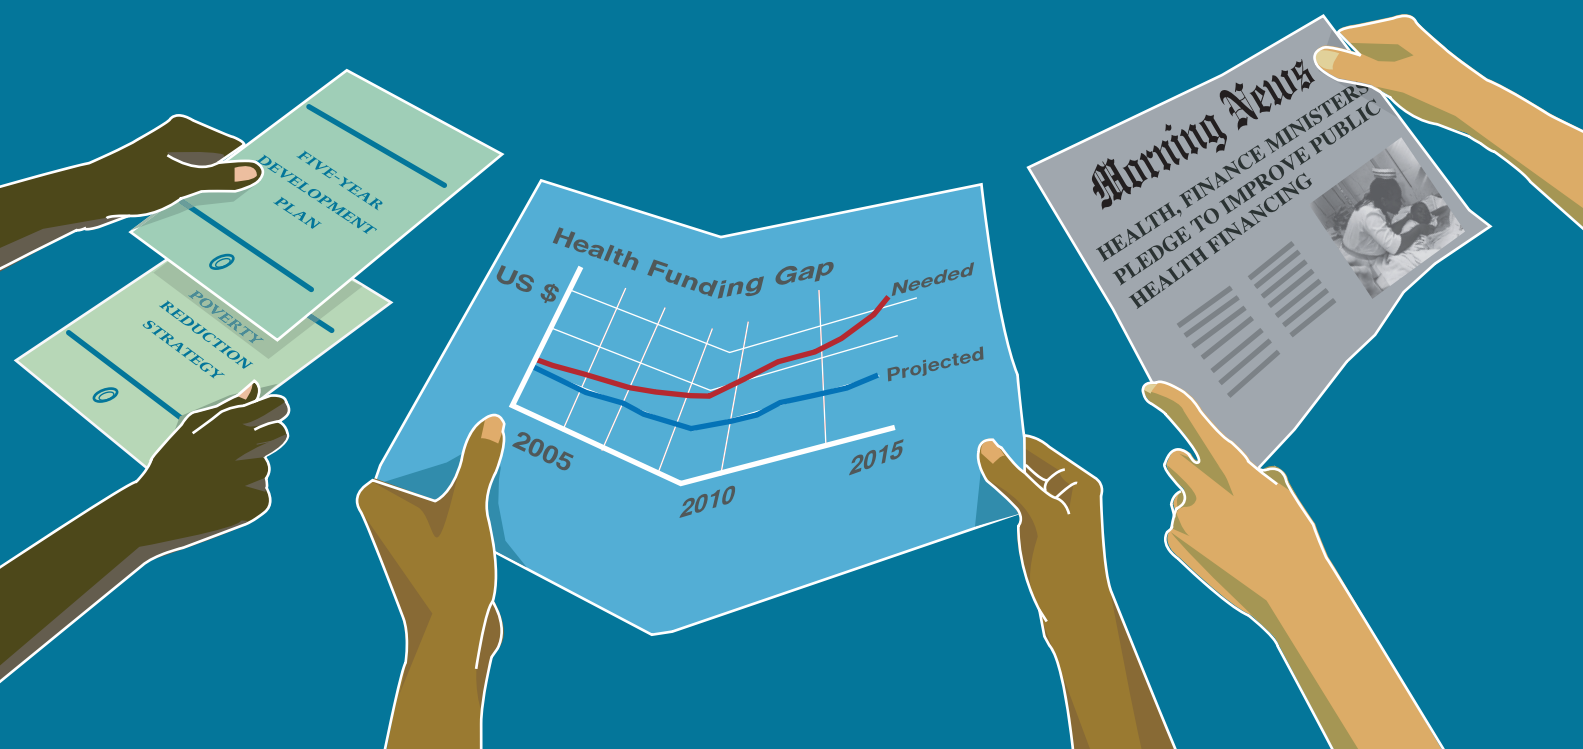 FIVE-YEAR
DEVELOPMENT
PLAN
POVERTY
REDUCTION
STRATEGY
Health Funding Gap
US $
Needed
Projected
2005
2010
2015
Morning News
HEALTH, FINANCE MINISTERS
PLEDGE TO IMPROVE PUBLIC
HEALTH FINANCING